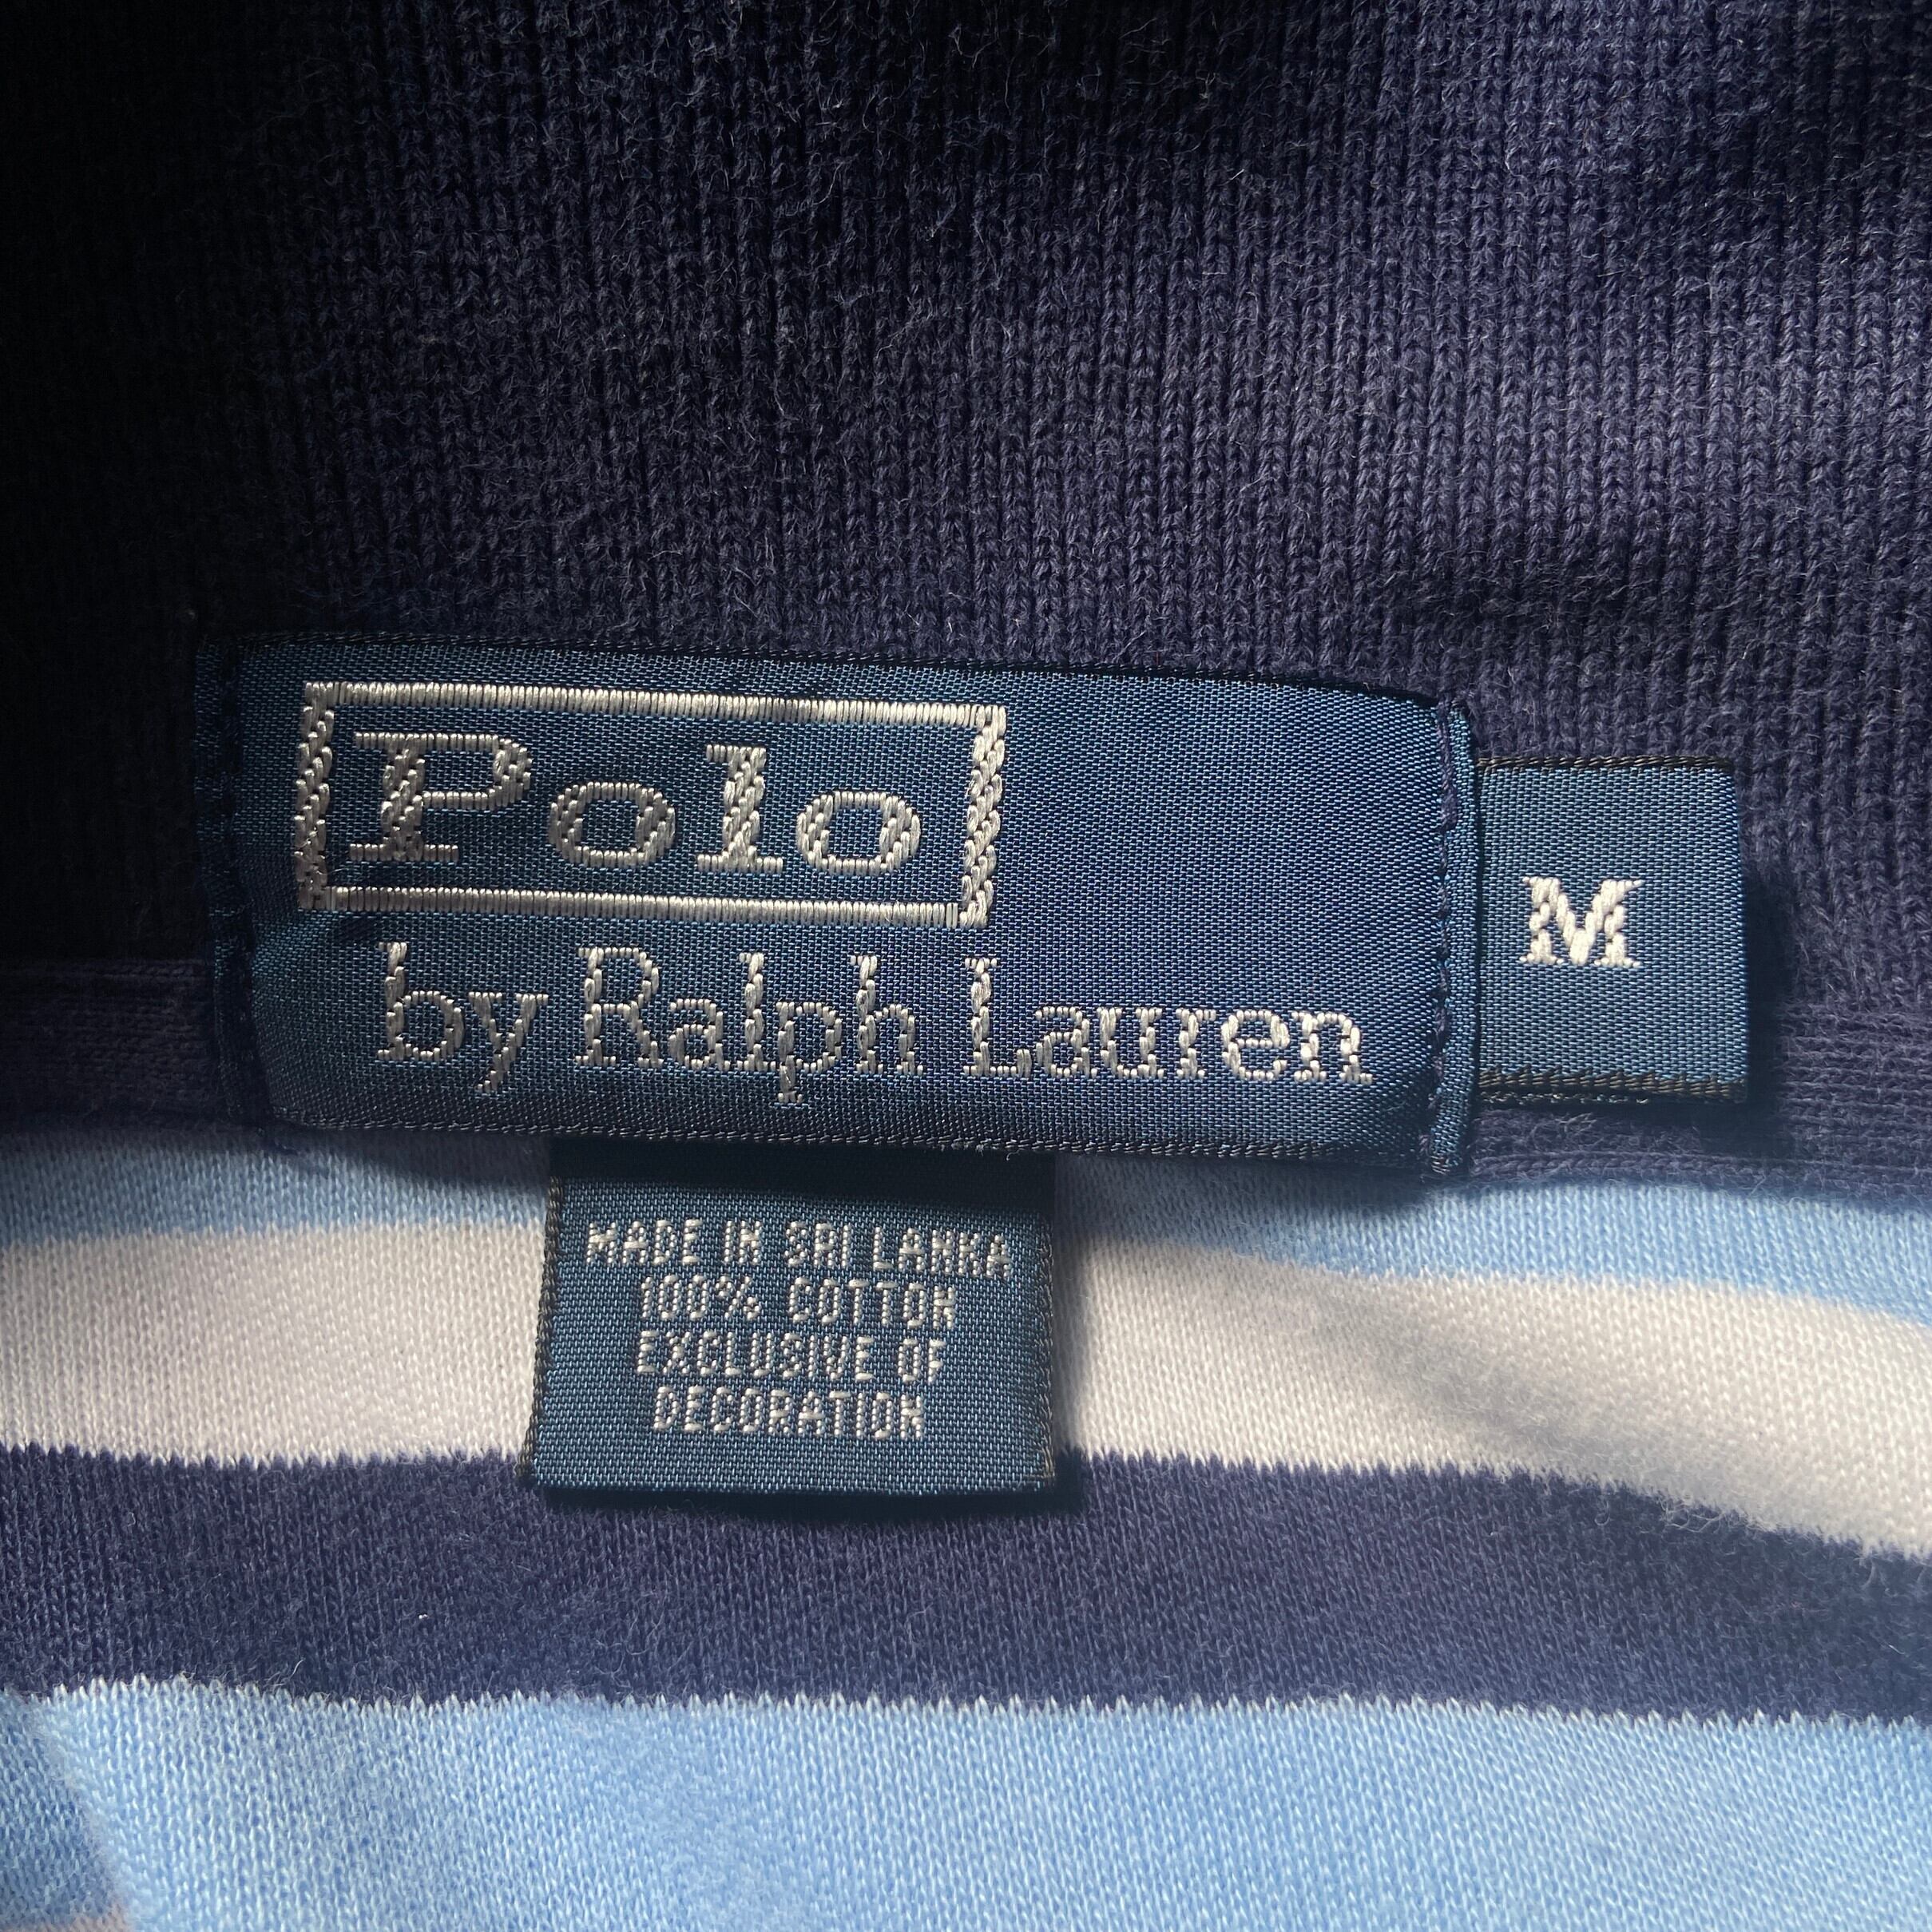 Polo
by Ralph Lauren
M
MADE IN SRI LANKA
100% COTTON
EXCLUSIVE OF
DECORATION